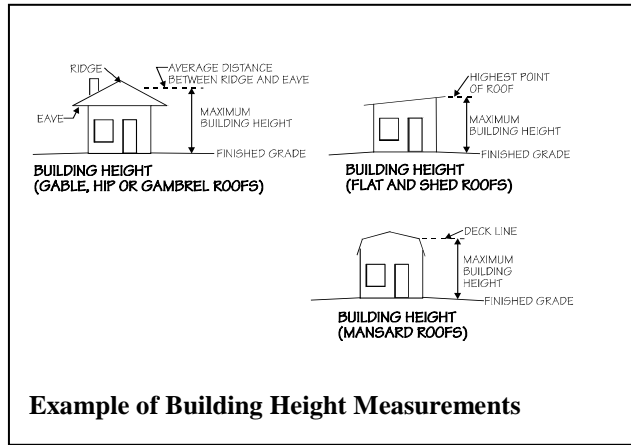 RIDGE
AVERAGE DISTANCE
BETWEEN RIDGE AND EAVE
EAVE
MAXIMUM
BUILDING HEIGHT
FINISHED GRADE
BUILDING HEIGHT
(GABLE, HIP OR GAMBREL ROOFS)
HIGHEST POINT
OF ROOF
MAXIMUM
BUILDING HEIGHT
FINISHED GRADE
BUILDING HEIGHT
(FLAT AND SHED ROOFS)
DECK LINE
MAXIMUM
BUILDING
HEIGHT
FINISHED GRADE
BUILDING HEIGHT
(MANSARD ROOFS)
Example of Building Height Measurements